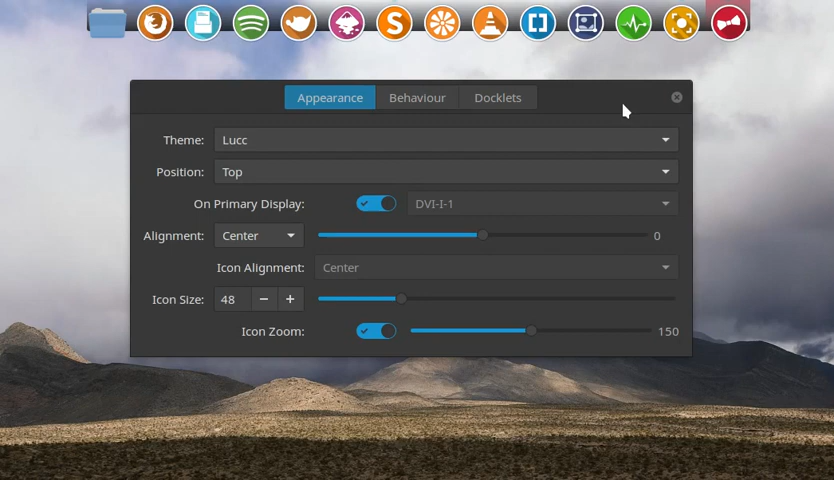 Appearance Behaviour Docklets
Theme: Lucc
Position: Top
On Primary Display: DVI-I-1
Alignment: Center 0
Icon Alignment: Center
Icon Size: 48 − +
Icon Zoom: 150